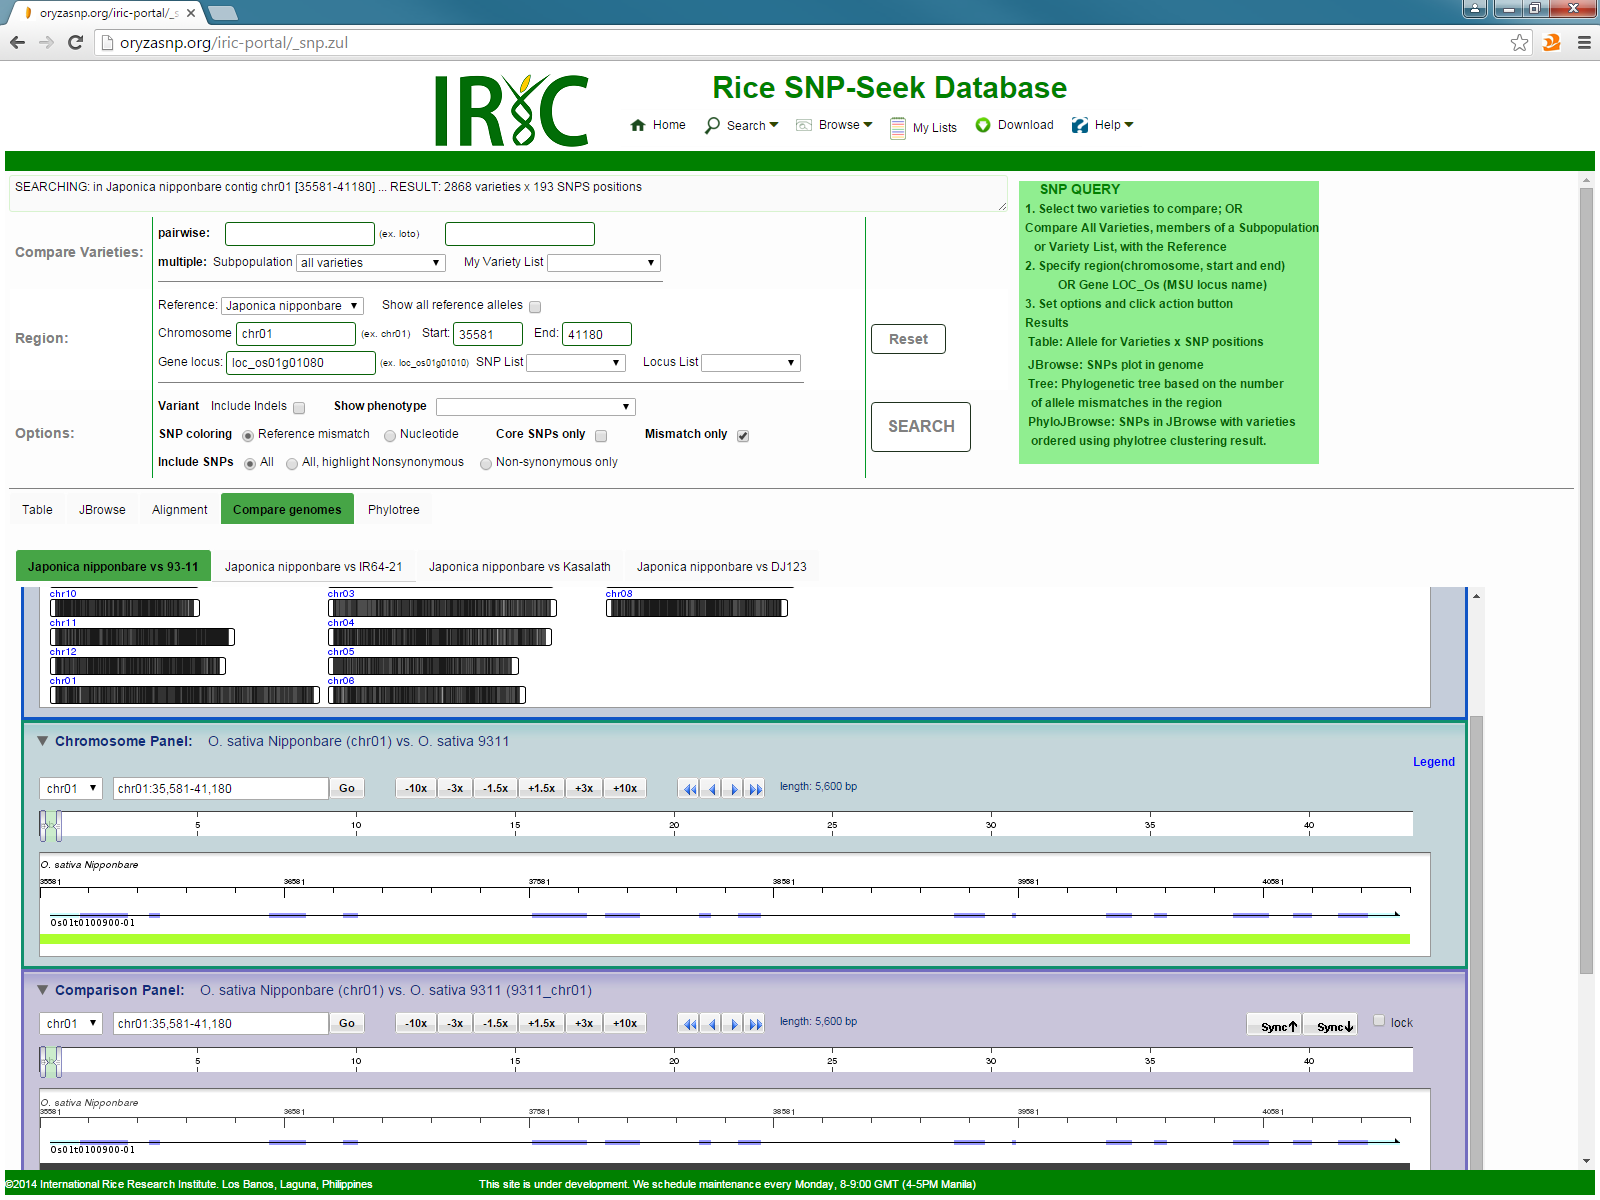 oryzasnp.org/iric-portal/_s
oryzasnp.org/iric-portal/_snp.zul
IRIC
Rice SNP-Seek Database
Home Search Browse My Lists Download Help
SEARCHING: in Japonica nipponbare contig chr01 [35581-41180] ... RESULT: 2868 varieties x 193 SNPS positions
Compare Varieties:
pairwise: (ex. loto)
multiple: Subpopulation all varieties My Variety List
Region:
Reference: Japonica nipponbare Show all reference alleles
Chromosome chr01 (ex. chr01) Start: 35581 End: 41180
Gene locus: loc_os01g01080 (ex. loc_os01g01010) SNP List Locus List
Reset
Options:
Variant Include Indels Show phenotype
SNP coloring Reference mismatch Nucleotide Core SNPs only Mismatch only
Include SNPs All All, highlight Nonsynonymous Non-synonymous only
SEARCH
SNP QUERY
1. Select two varieties to compare; OR
Compare All Varieties, members of a Subpopulation
or Variety List, with the Reference
2. Specify region(chromosome, start and end)
OR Gene LOC_Os (MSU locus name)
3. Set options and click action button
Results
Table: Allele for Varieties x SNP positions
JBrowse: SNPs plot in genome
Tree: Phylogenetic tree based on the number
of allele mismatches in the region
PhyloJBrowse: SNPs in JBrowse with varieties
ordered using phylotree clustering result.
Table JBrowse Alignment Compare genomes Phylotree
Japonica nipponbare vs 93-11 Japonica nipponbare vs IR64-21 Japonica nipponbare vs Kasalath Japonica nipponbare vs DJ123
chr10 chr03 chr08
chr11 chr04
chr12 chr05
chr01 chr06
Chromosome Panel: O. sativa Nipponbare (chr01) vs. O. sativa 9311
Legend
chr01 chr01:35,581-41,180 Go -10x -3x -1.5x +1.5x +3x +10x length: 5,600 bp
5 10 15 20 25 30 35 40
O. sativa Nipponbare
35581 36581 37581 38581 39581 40581
Os01t0100900-01
Comparison Panel: O. sativa Nipponbare (chr01) vs. O. sativa 9311 (9311_chr01)
chr01 chr01:35,581-41,180 Go -10x -3x -1.5x +1.5x +3x +10x length: 5,600 bp Sync Sync lock
5 10 15 20 25 30 35 40
O. sativa Nipponbare
35581 36581 37581 38581 39581 40581
Os01t0100900-01
©2014 International Rice Research Institute. Los Banos, Laguna, Philippines This site is under development. We schedule maintenance every Monday, 8-9:00 GMT (4-5PM Manila)